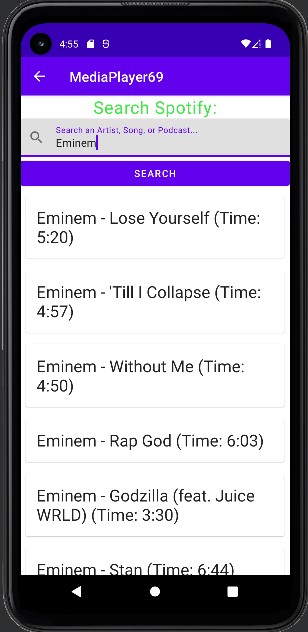 4:55
MediaPlayer69
Search Spotify:
Search an Artist, Song, or Podcast...
Eminem
SEARCH
Eminem - Lose Yourself (Time:
5:20)
Eminem - 'Till I Collapse (Time:
4:57)
Eminem - Without Me (Time:
4:50)
Eminem - Rap God (Time: 6:03)
Eminem - Godzilla (feat. Juice
WRLD) (Time: 3:30)
Eminem - Stan (Time: 6:44)